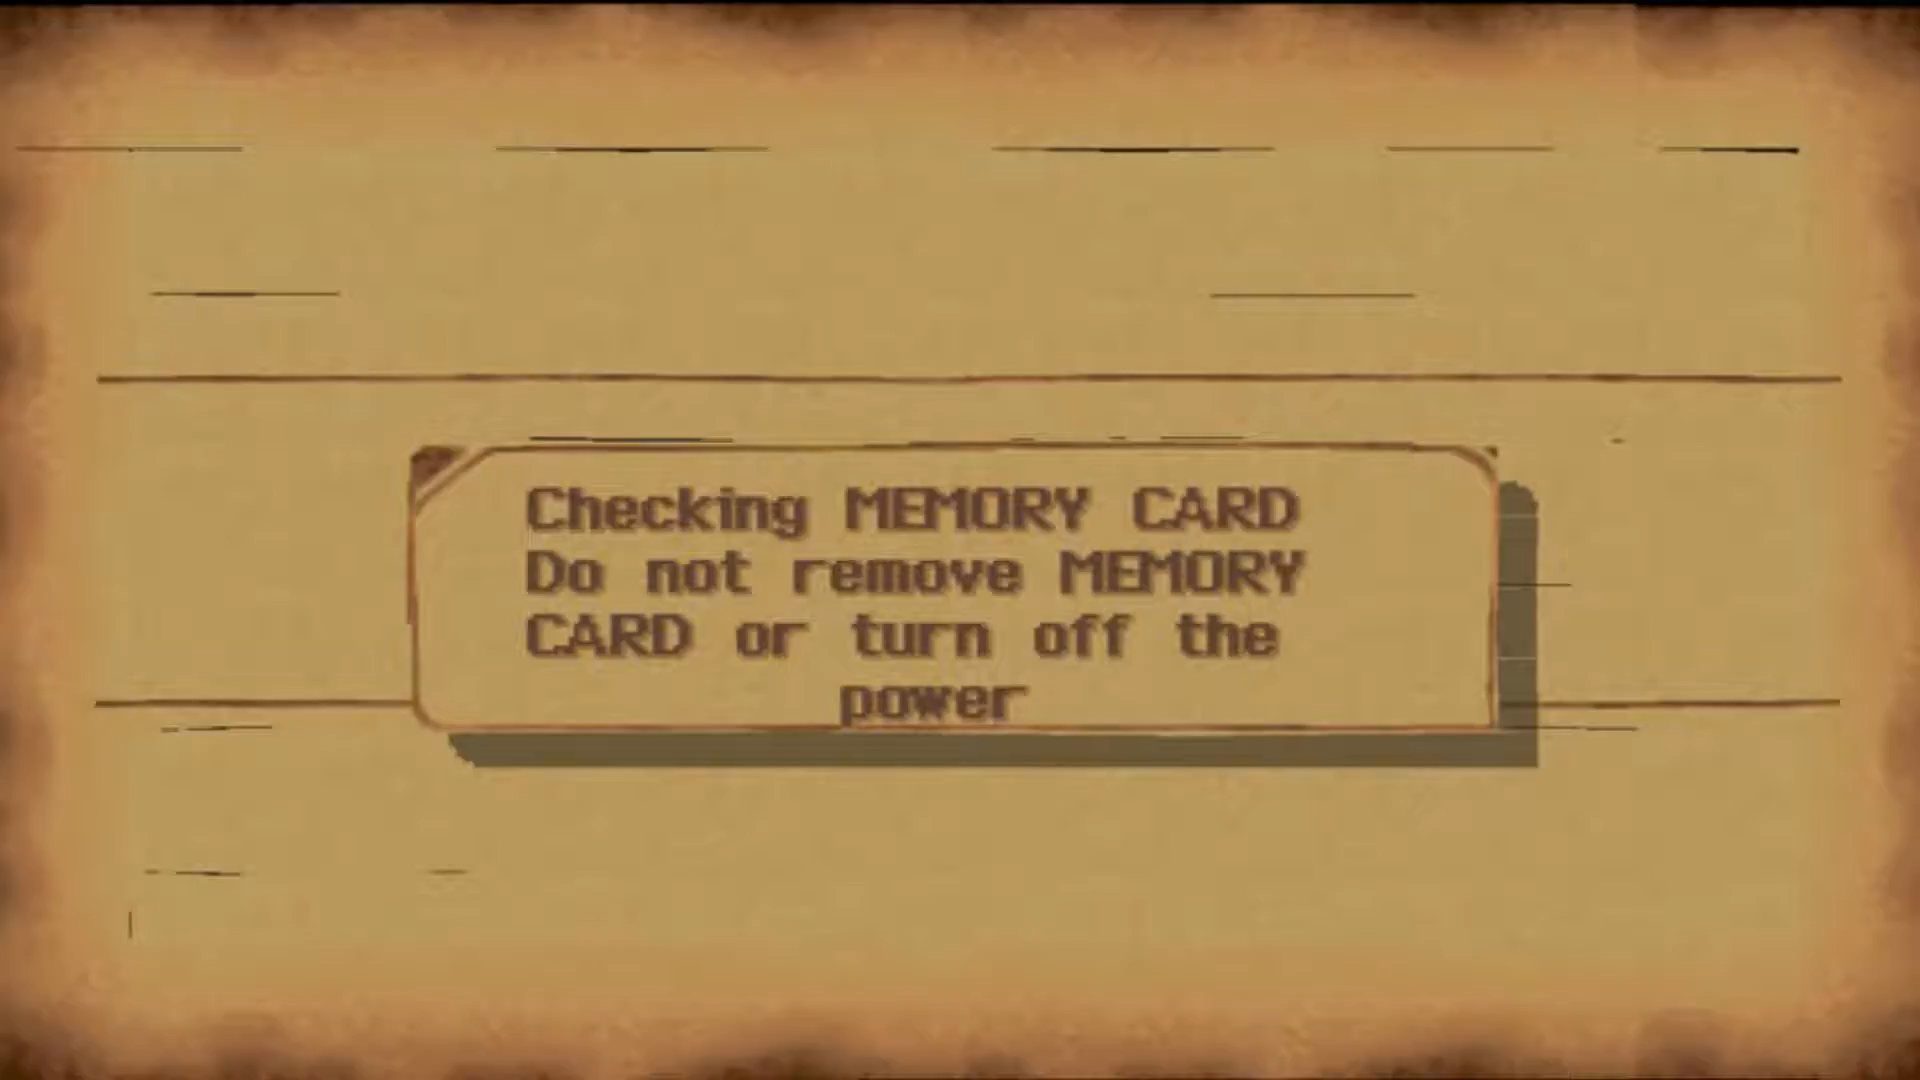 Checking MEMORY CARD
Do not remove MEMORY
CARD or turn off the
power